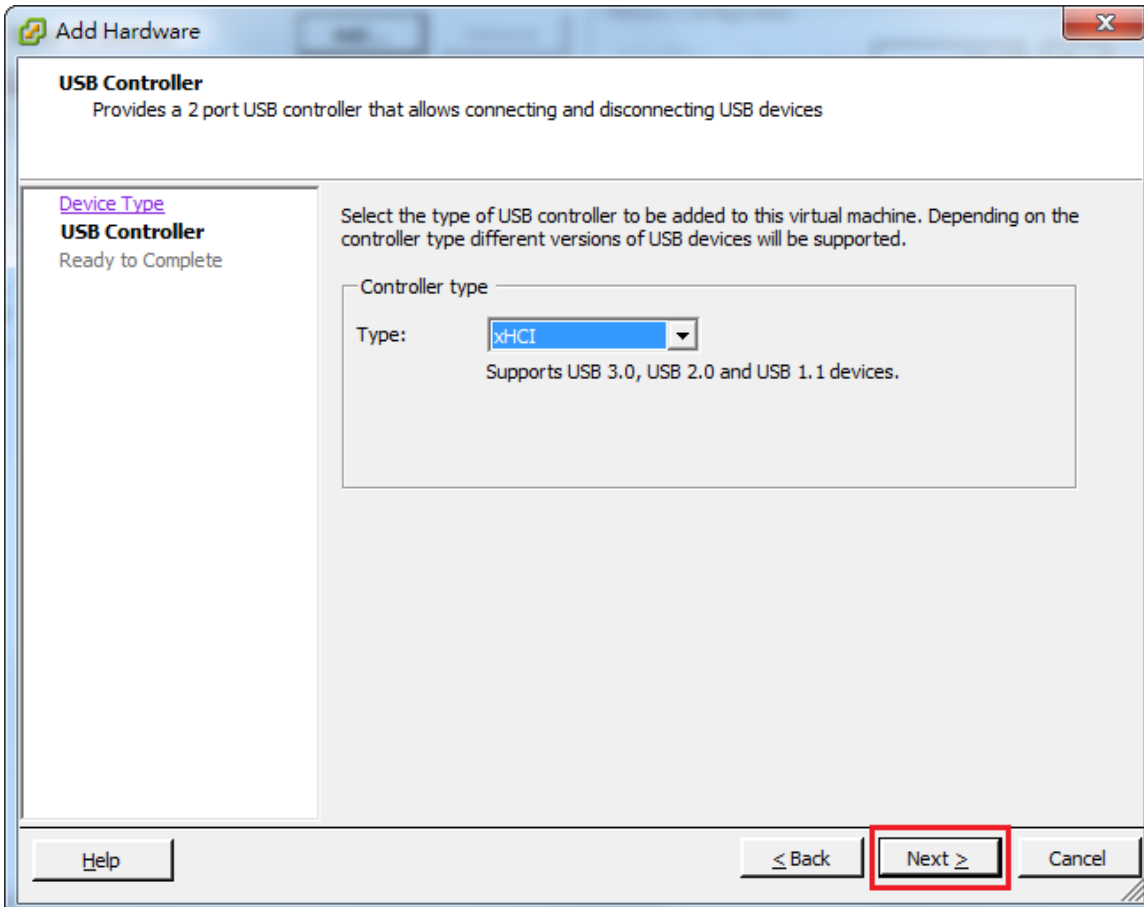 Add Hardware
USB Controller
Provides a 2 port USB controller that allows connecting and disconnecting USB devices
Device Type
USB Controller
Ready to Complete
Select the type of USB controller to be added to this virtual machine. Depending on the
controller type different versions of USB devices will be supported.
Controller type
Type:
xHCI
Supports USB 3.0, USB 2.0 and USB 1.1 devices.
Help
< Back
Next >
Cancel